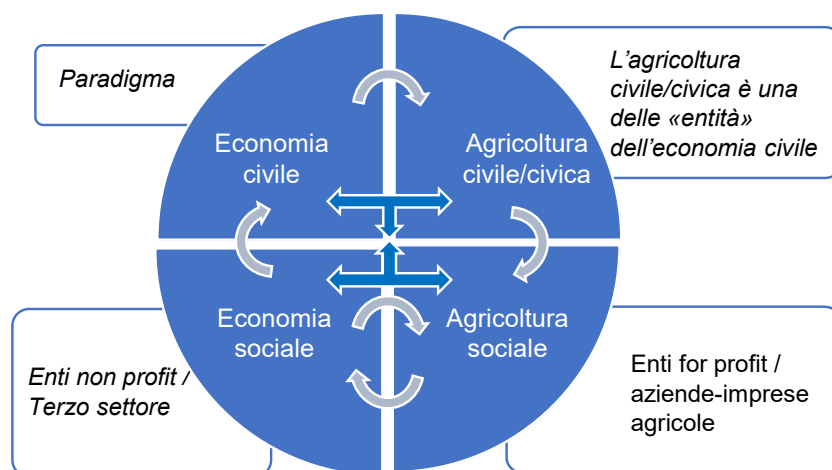 Paradigma
L'agricoltura
civile/civica è una
delle «entità»
dell'economia civile
Economia
civile
Agricoltura
civile/civica
Economia
sociale
Agricoltura
sociale
Enti non profit /
Terzo settore
Enti for profit /
aziende-imprese
agricole